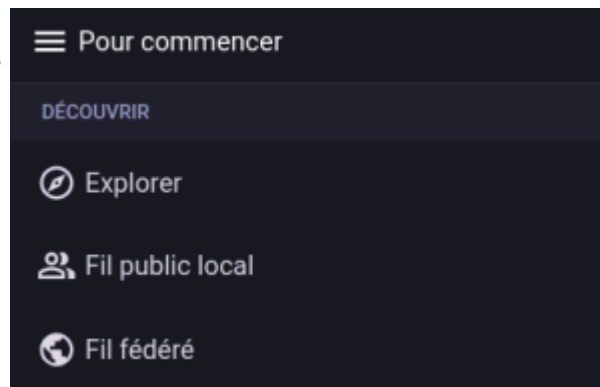 Pour commencer
DÉCOUVRIR
Explorer
Fil public local
Fil fédéré